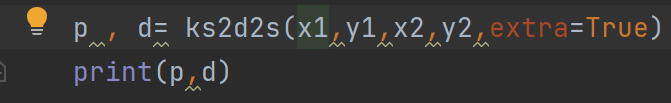 p , d= ks2d2s(x1,y1,x2,y2,extra=True)
print(p,d)